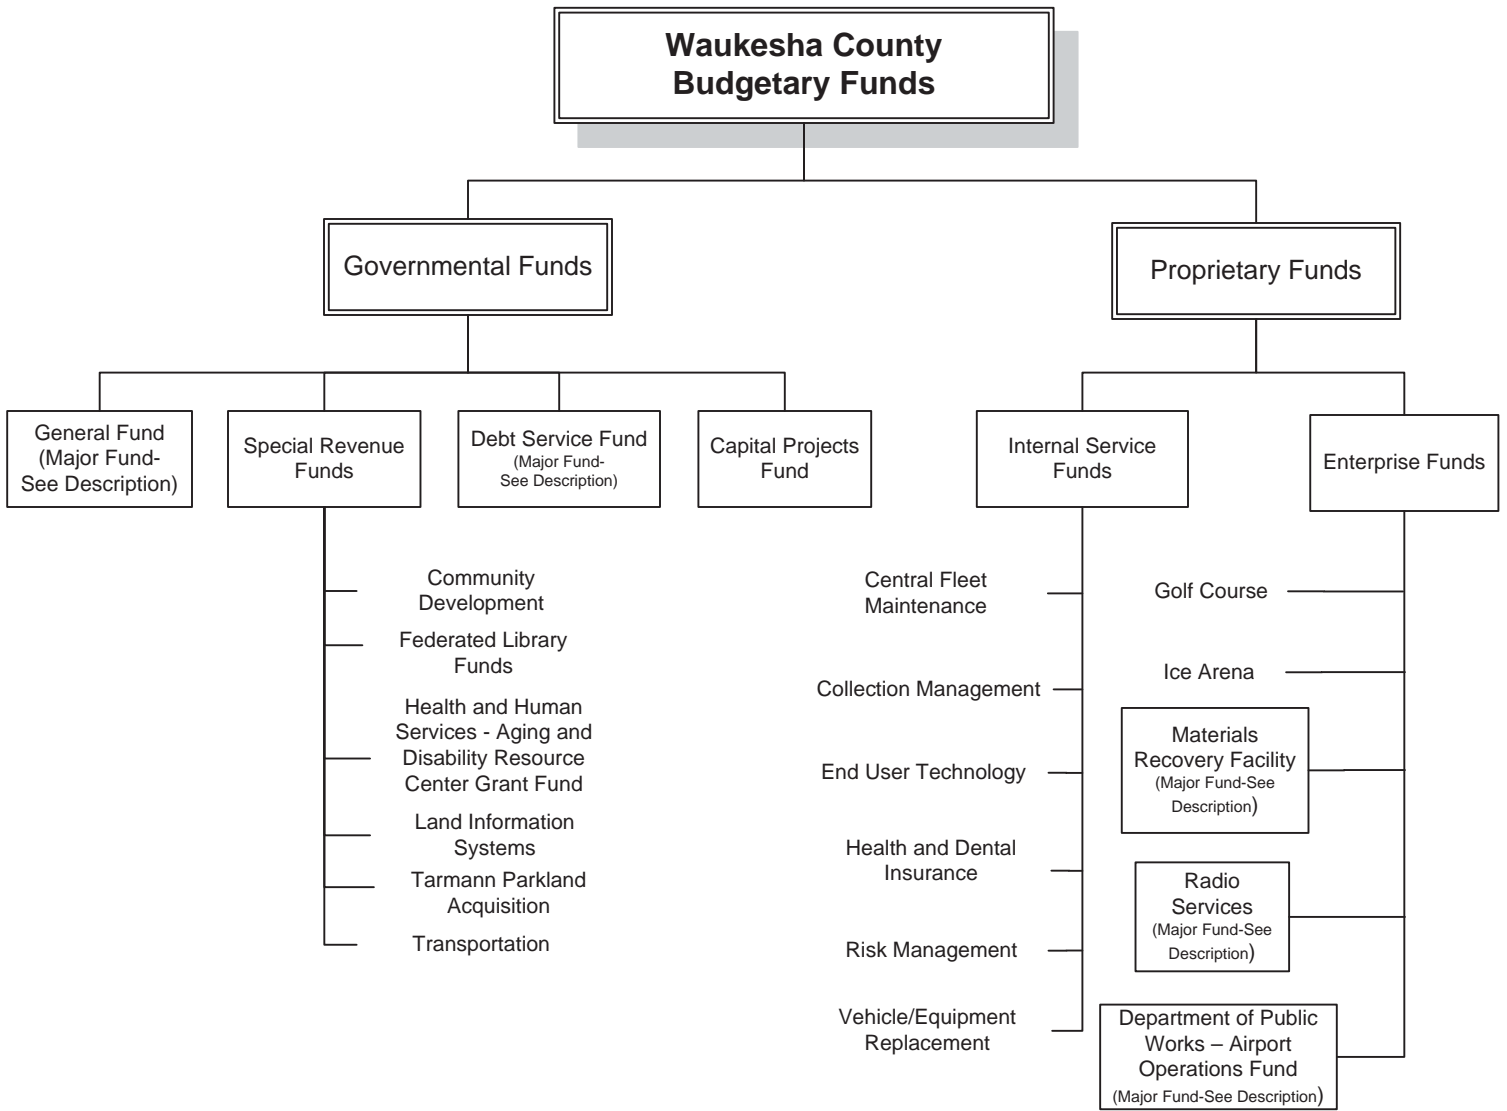 Waukesha County
Budgetary Funds
Governmental Funds
Proprietary Funds
General Fund
(Major Fund-
See Description)
Special Revenue
Funds
Debt Service Fund
(Major Fund-
See Description)
Capital Projects
Fund
Internal Service
Funds
Enterprise Funds
Community
Development
Federated Library
Funds
Health and Human
Services - Aging and
Disability Resource
Center Grant Fund
Land Information
Systems
Tarmann Parkland
Acquisition
Transportation
Central Fleet
Maintenance
Collection Management
End User Technology
Health and Dental
Insurance
Risk Management
Vehicle/Equipment
Replacement
Golf Course
Ice Arena
Materials
Recovery Facility
(Major Fund-See
Description)
Radio
Services
(Major Fund-See
Description)
Department of Public
Works – Airport
Operations Fund
(Major Fund-See Description)